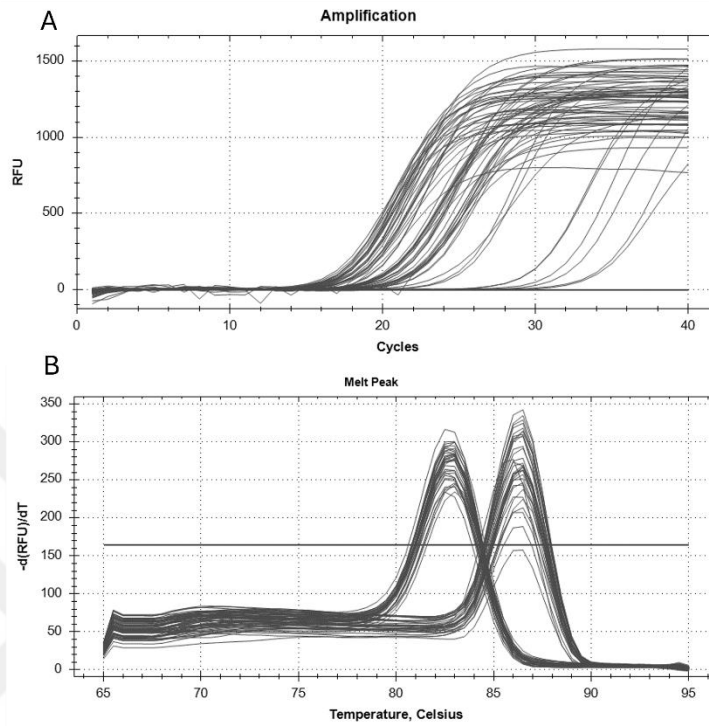 A
Amplification
1500
1000
500
0
RFU
0 10 20 30 40
Cycles
B
Melt Peak
350
300
250
200
150
100
50
0
-d(RFU)/dT
65 70 75 80 85 90 95
Temperature, Celsius